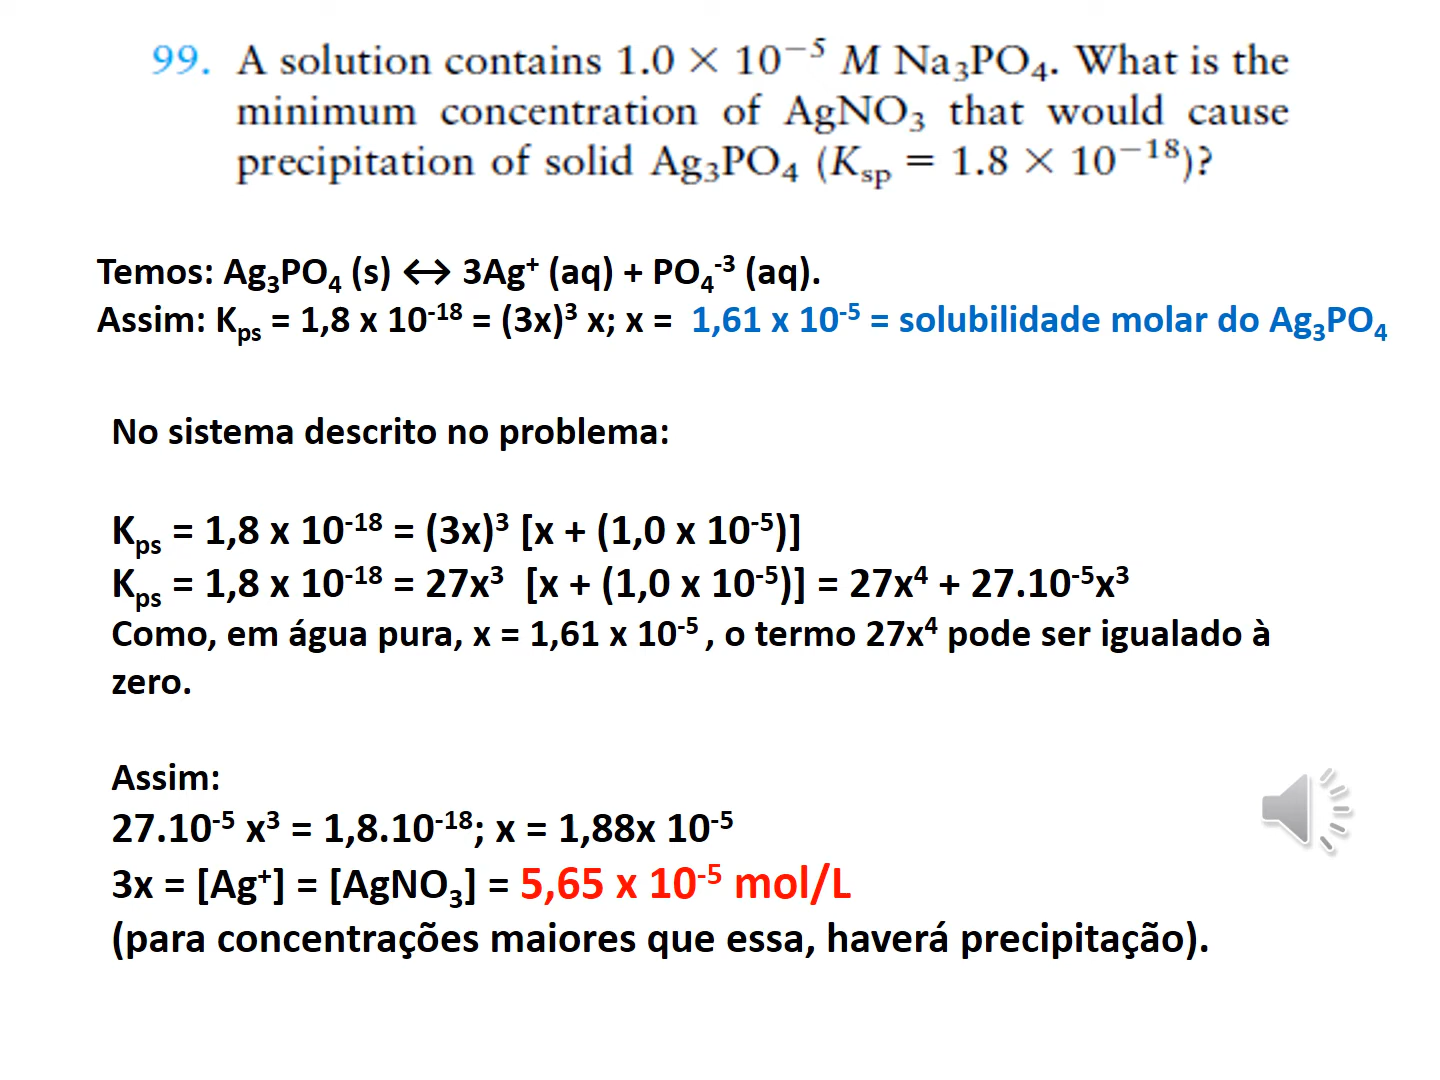 99. A solution contains 1.0 × 10⁻⁵ M Na₃PO₄. What is the
minimum concentration of AgNO₃ that would cause
precipitation of solid Ag₃PO₄ (Kₛₚ = 1.8 × 10⁻¹⁸)?
Temos: Ag₃PO₄ (s) ↔ 3Ag⁺ (aq) + PO₄⁻³ (aq).
Assim: Kₚₛ = 1,8 x 10⁻¹⁸ = (3x)³ x; x = 1,61 x 10⁻⁵ = solubilidade molar do Ag₃PO₄
No sistema descrito no problema:
Kₚₛ = 1,8 x 10⁻¹⁸ = (3x)³ [x + (1,0 x 10⁻⁵)]
Kₚₛ = 1,8 x 10⁻¹⁸ = 27x³ [x + (1,0 x 10⁻⁵)] = 27x⁴ + 27.10⁻⁵x³
Como, em água pura, x = 1,61 x 10⁻⁵ , o termo 27x⁴ pode ser igualado à
zero.
Assim:
27.10⁻⁵ x³ = 1,8.10⁻¹⁸; x = 1,88x 10⁻⁵
3x = [Ag⁺] = [AgNO₃] = 5,65 x 10⁻⁵ mol/L
(para concentrações maiores que essa, haverá precipitação).